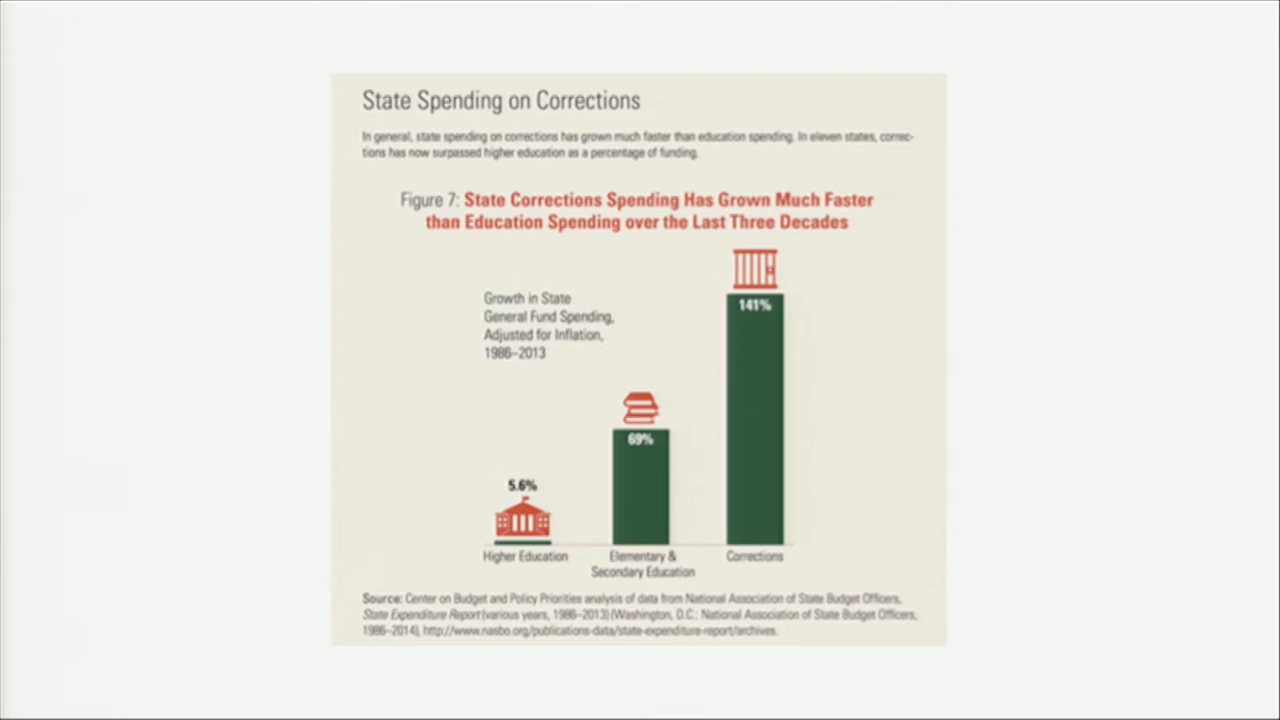 State Spending on Corrections
In general, state spending on corrections has grown much faster than education spending. In eleven states, correc-
tions has now surpassed higher education as a percentage of funding.
Figure 7: State Corrections Spending Has Grown Much Faster
than Education Spending over the Last Three Decades
Growth in State
General Fund Spending,
Adjusted for Inflation,
1986–2013
141%
69%
5.6%
Higher Education
Elementary &
Secondary Education
Corrections
Source: Center on Budget and Policy Priorities analysis of data from National Association of State Budget Officers,
State Expenditure Report (various years, 1986–2013) (Washington, D.C.: National Association of State Budget Officers,
1986–2014), http://www.nasbo.org/publications-data/state-expenditure-report/archives.